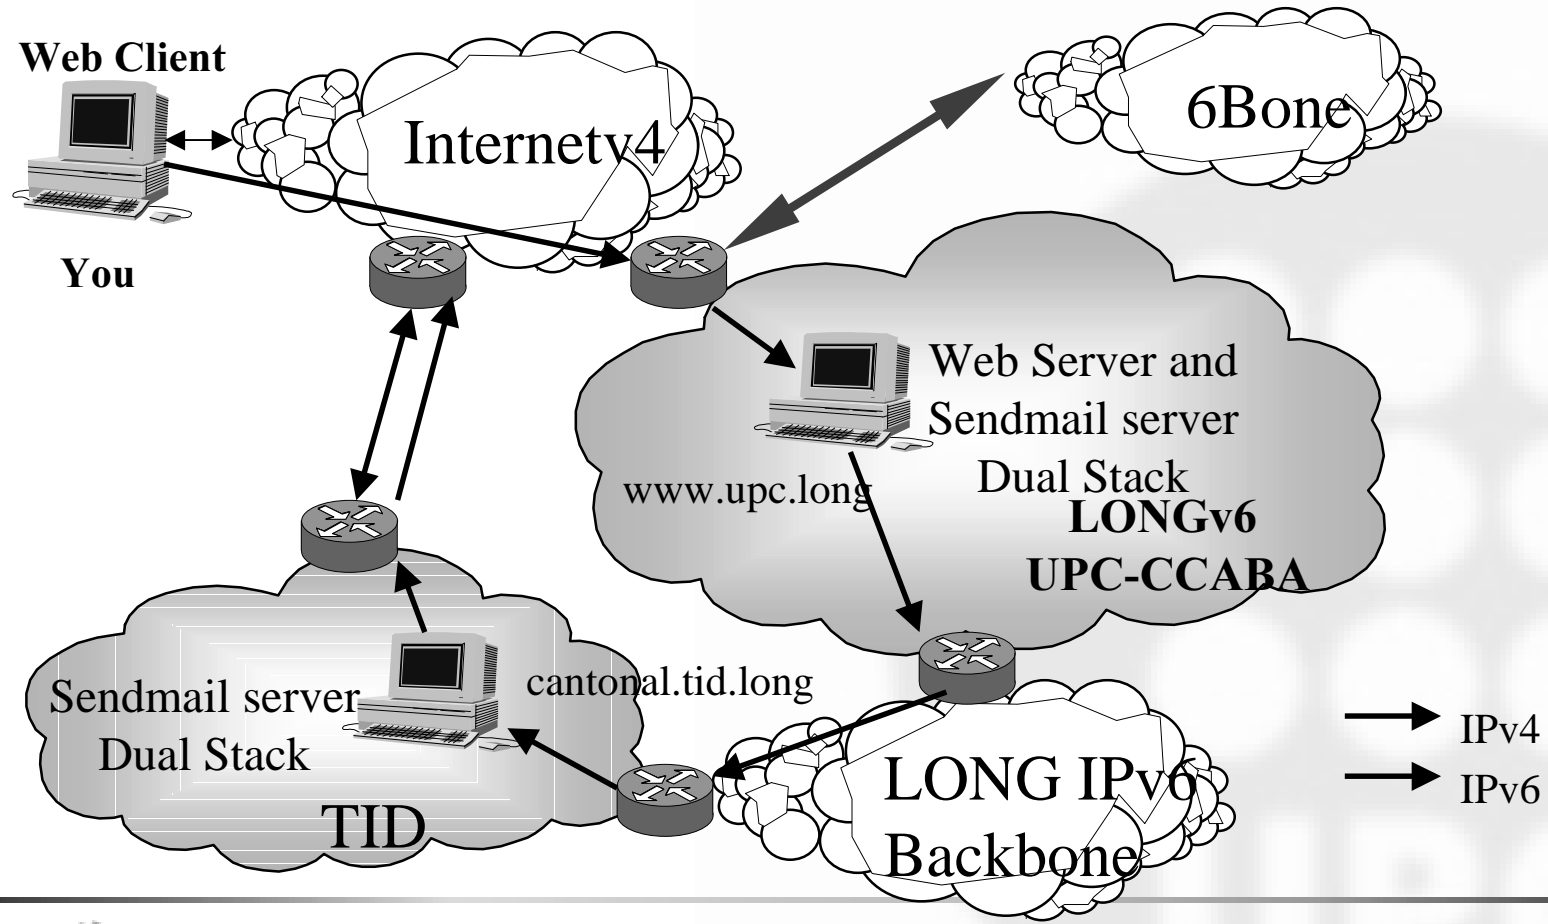 Web Client
Internetv4
6Bone
You
Web Server and
Sendmail server
Dual Stack
www.upc.long
LONGv6
UPC-CCABA
cantonal.tid.long
Sendmail server
Dual Stack
TID
LONG IPv6
Backbone
IPv4
IPv6